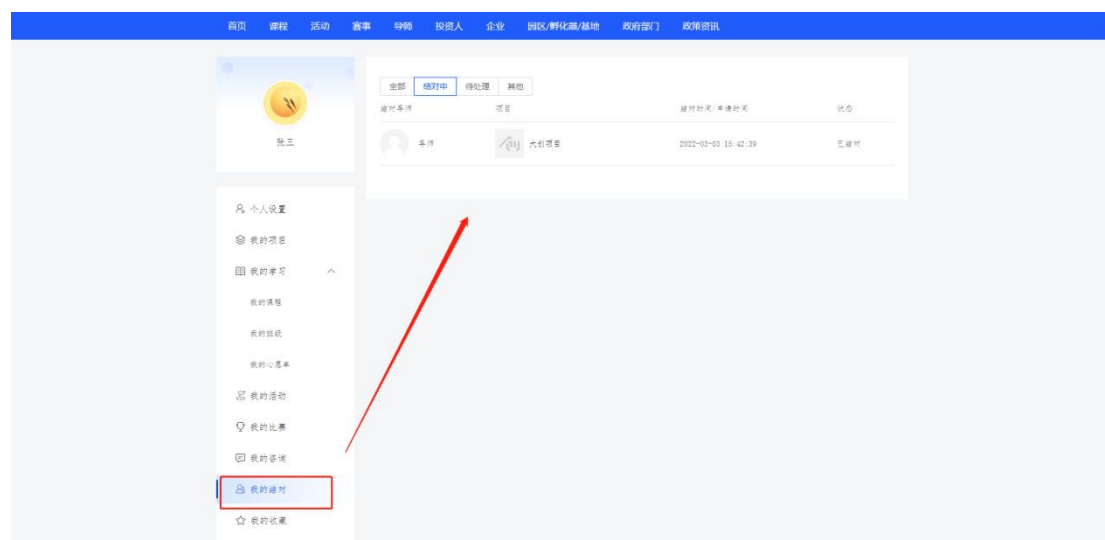 首页 课程 活动 赛事 导师 投资人 企业 园区/孵化器/基地 政府部门 政策资讯
张三
全部 结对中 待处理 其他
结对导师 项目 结对时间/申请时间 状态
导师 大创项目 2022-03-03 15:42:39 已结对
个人设置
我的项目
我的学习
我的课程
我的班级
我的心愿单
我的活动
我的比赛
我的咨询
我的结对
我的收藏